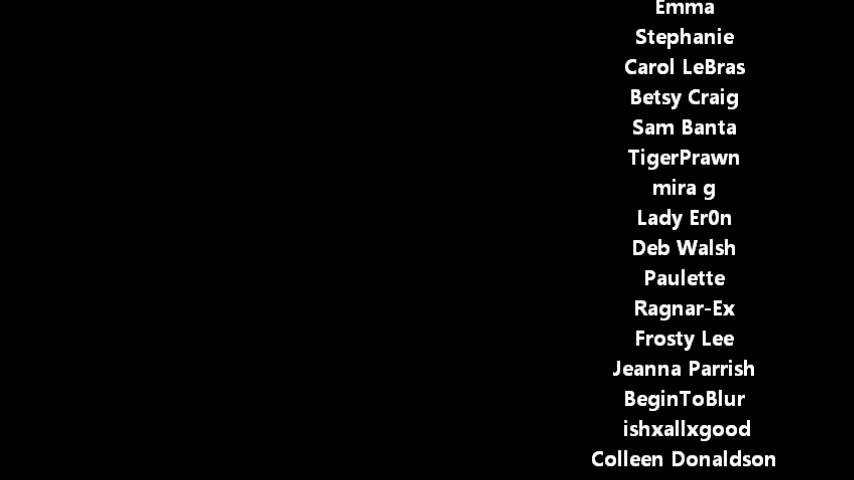 Emma
Stephanie
Carol LeBras
Betsy Craig
Sam Banta
TigerPrawn
mira g
Lady Er0n
Deb Walsh
Paulette
Ragnar-Ex
Frosty Lee
Jeanna Parrish
BeginToBlur
ishxallxgood
Colleen Donaldson